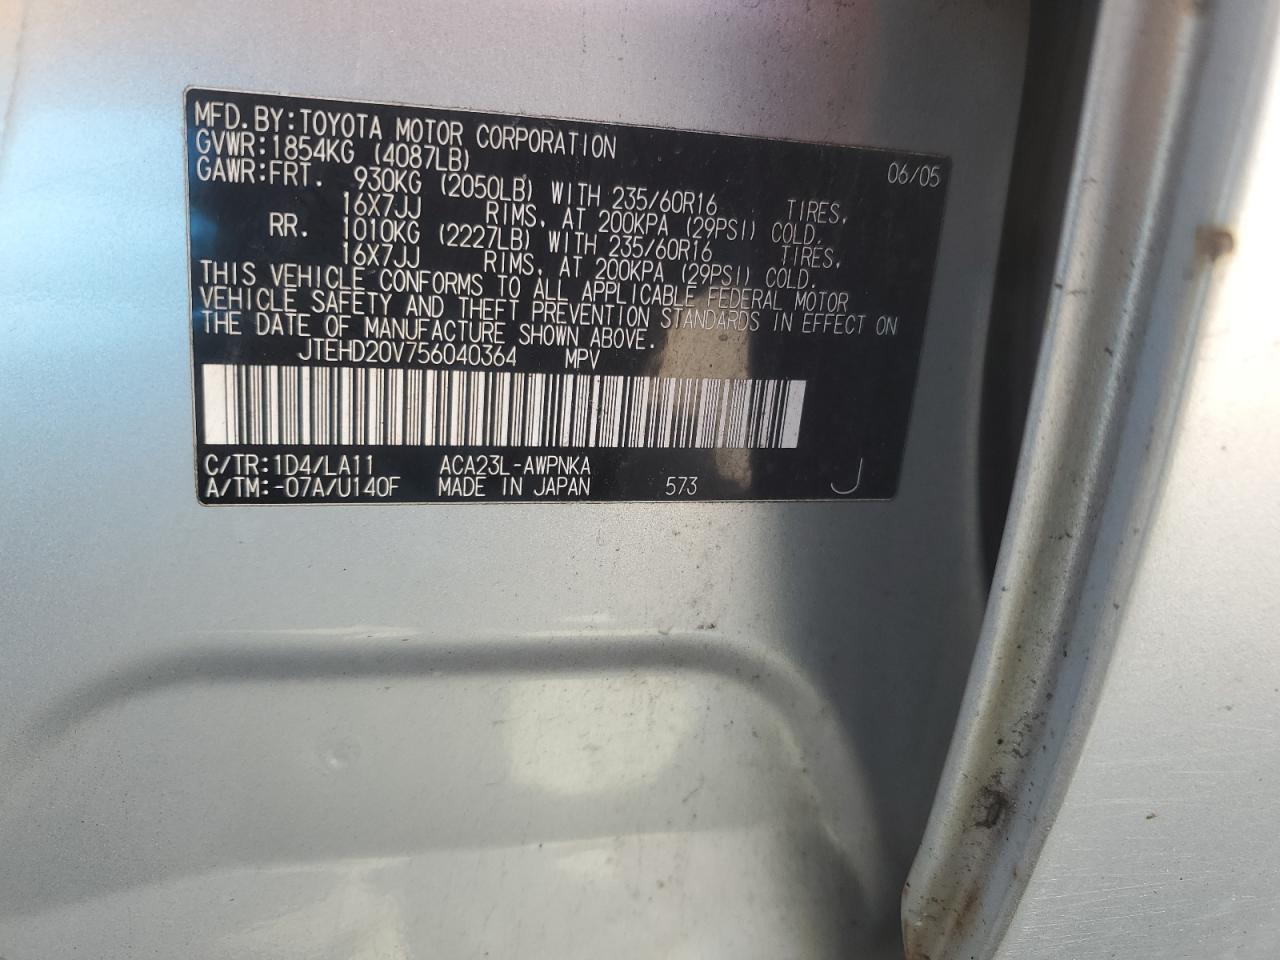 MFD. BY: TOYOTA MOTOR CORPORATION 06/05
GVWR: 1854KG (4087LB)
GAWR: FRT. 930KG (2050LB) WITH 235/60R16 TIRES,
16X7JJ RIMS, AT 200KPA (29PSI) COLD.
RR. 1010KG (2227LB) WITH 235/60R16 TIRES,
16X7JJ RIMS, AT 200KPA (29PSI) COLD.
THIS VEHICLE CONFORMS TO ALL APPLICABLE FEDERAL MOTOR
VEHICLE SAFETY AND THEFT PREVENTION STANDARDS IN EFFECT ON
THE DATE OF MANUFACTURE SHOWN ABOVE.
JTEHD20V756040364 MPV
C/TR: 1D4/LA11 ACA23L-AWPNKA
A/TM: -07A/U140F MADE IN JAPAN 573 J